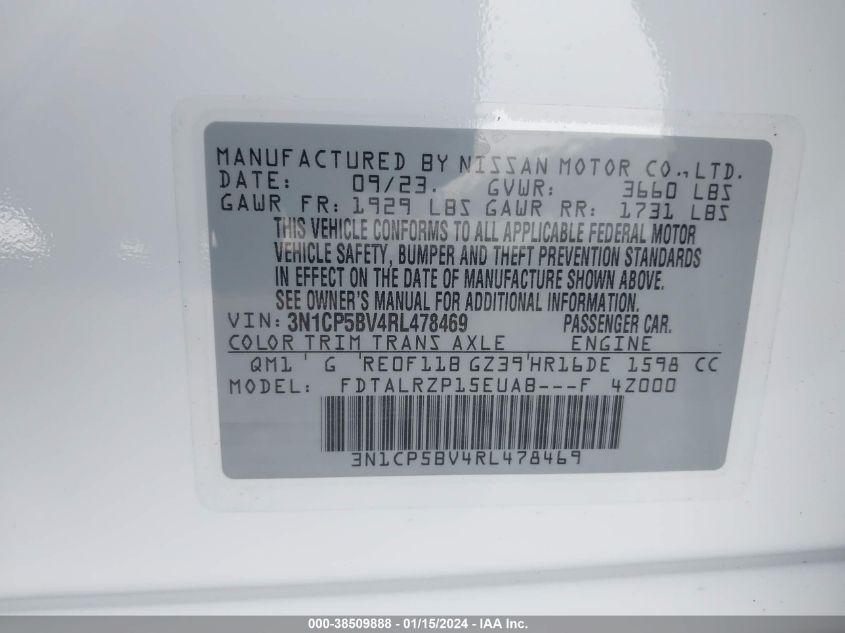 MANUFACTURED BY NISSAN MOTOR CO.,LTD.
DATE: 09/23. GVWR: 3660 LBS
GAWR FR: 1929 LBS GAWR RR: 1731 LBS
THIS VEHICLE CONFORMS TO ALL APPLICABLE FEDERAL MOTOR
VEHICLE SAFETY, BUMPER AND THEFT PREVENTION STANDARDS
IN EFFECT ON THE DATE OF MANUFACTURE SHOWN ABOVE.
SEE OWNER'S MANUAL FOR ADDITIONAL INFORMATION.
VIN: 3N1CP5BV4RL478469 PASSENGER CAR.
COLOR TRIM TRANS AXLE ENGINE
QM1 G RE0F11B GZ39 HR16DE 1598 CC
MODEL: FDTALRZP15EUAB---F 4Z000
3N1CP5BV4RL478469
000-38509888 - 01/15/2024 - IAA Inc.